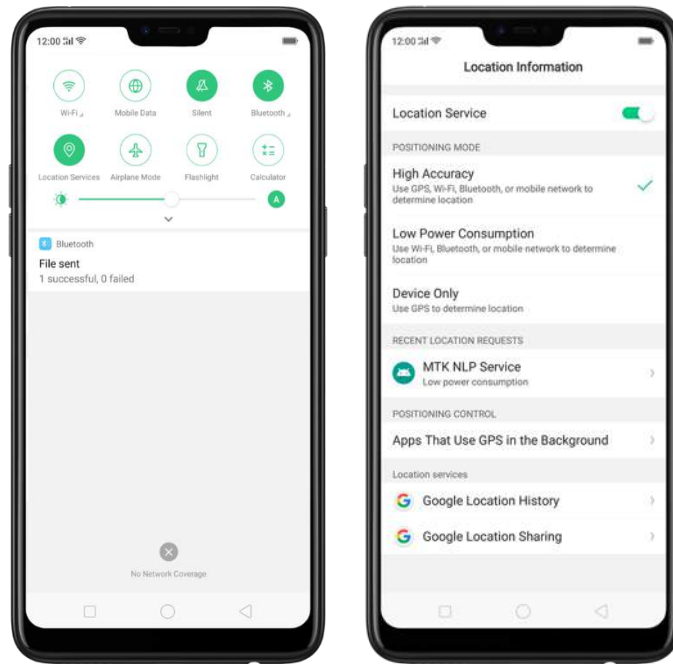 12:00
Wi-Fi
Mobile Data
Silent
Bluetooth
Location Services
Airplane Mode
Flashlight
Calculator
A
Bluetooth
File sent
1 successful, 0 failed
No Network Coverage
12:00
Location Information
Location Service
POSITIONING MODE
High Accuracy
Use GPS, Wi-Fi, Bluetooth, or mobile network to
determine location
Low Power Consumption
Use Wi-Fi, Bluetooth, or mobile network to determine
location
Device Only
Use GPS to determine location
RECENT LOCATION REQUESTS
MTK NLP Service
Low power consumption
POSITIONING CONTROL
Apps That Use GPS in the Background
Location services
Google Location History
Google Location Sharing